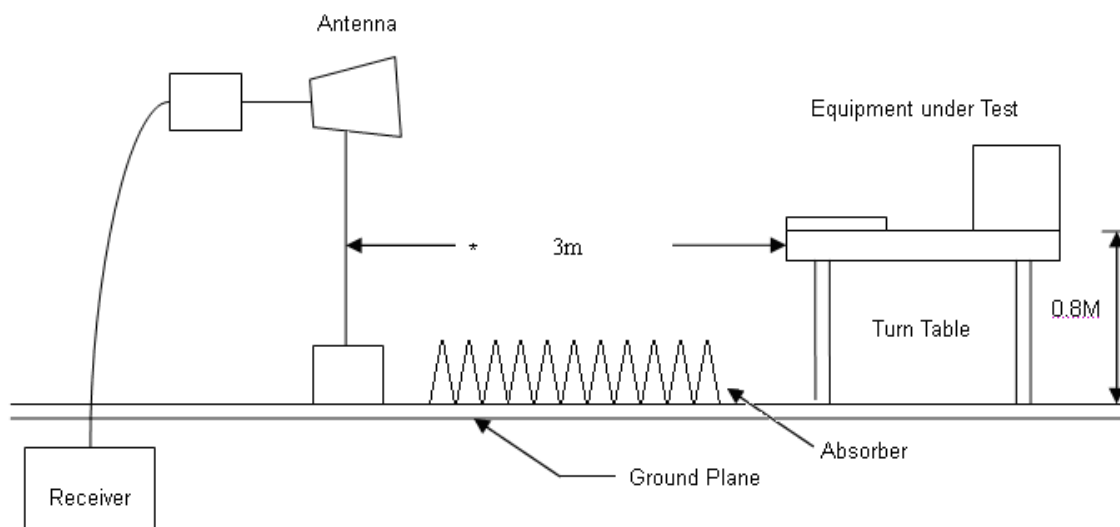 Antenna
Equipment under Test
* 3m
0.8M
Turn Table
Absorber
Ground Plane
Receiver